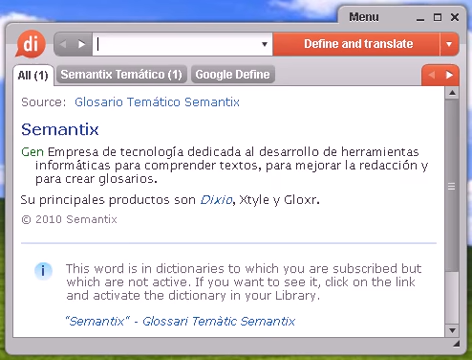 Menu
di
Define and translate
All (1)
Semantix Temático (1)
Google Define
Source: Glosario Temático Semantix
Semantix
Gen Empresa de tecnología dedicada al desarrollo de herramientas
informáticas para comprender textos, para mejorar la redacción y
para crear glosarios.
Su principales productos son Dixio, Xtyle y Gloxr.
© 2010 Semantix
i
This word is in dictionaries to which you are subscribed but
which are not active. If you want to see it, click on the link
and activate the dictionary in your Library.
"Semantix" - Glossari Temàtic Semantix